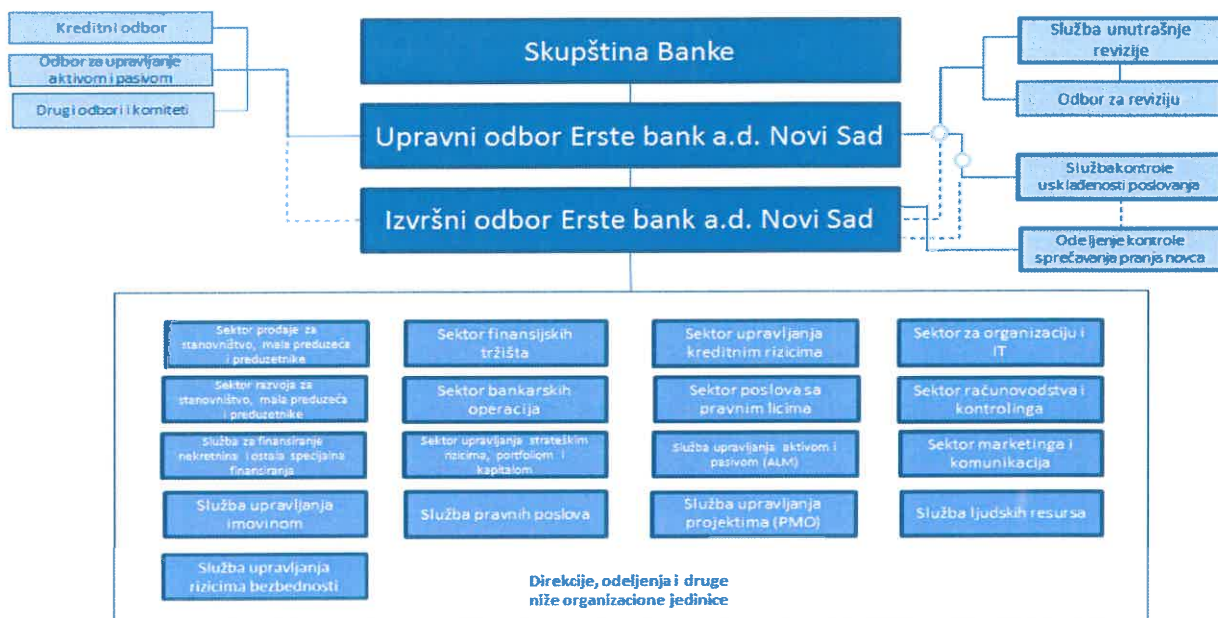 Kreditni odbor
Odbor za upravljanje
aktivom i pasivom
Drugi odbori i komiteti
Skupština Banke
Upravni odbor Erste bank a.d. Novi Sad
Izvršni odbor Erste bank a.d. Novi Sad
Služba unutrašnje
revizije
Odbor za reviziju
Služba kontrole
usklađenosti poslovanja
Odeljenje kontrole
sprečavanja pranja novca
Sektor prodaje za
stanovništvo, mala preduzeća
i preduzetnike
Sektor finansijskih
tržišta
Sektor upravljanja
kreditnim rizicima
Sektor za organizaciju i
IT
Sektor razvoja za
stanovništvo, mala preduzeća
i preduzetnike
Sektor bankarskih
operacija
Sektor poslova sa
pravnim licima
Sektor računovodstva i
kontrolinga
Služba za finansiranje
nekretnina i ostala specijalna
finansiranja
Sektor upravljanja strateškim
rizicima, portfoliom i
kapitalom
Služba upravljanja aktivom i
pasivom (ALM)
Sektor marketinga i
komunikacija
Služba upravljanja
imovinom
Služba pravnih poslova
Služba upravljanja
projektima (PMO)
Služba ljudskih resursa
Služba upravljanja
rizicima bezbednosti
Direkcije, odeljenja i druge
niže organizacione jedinice